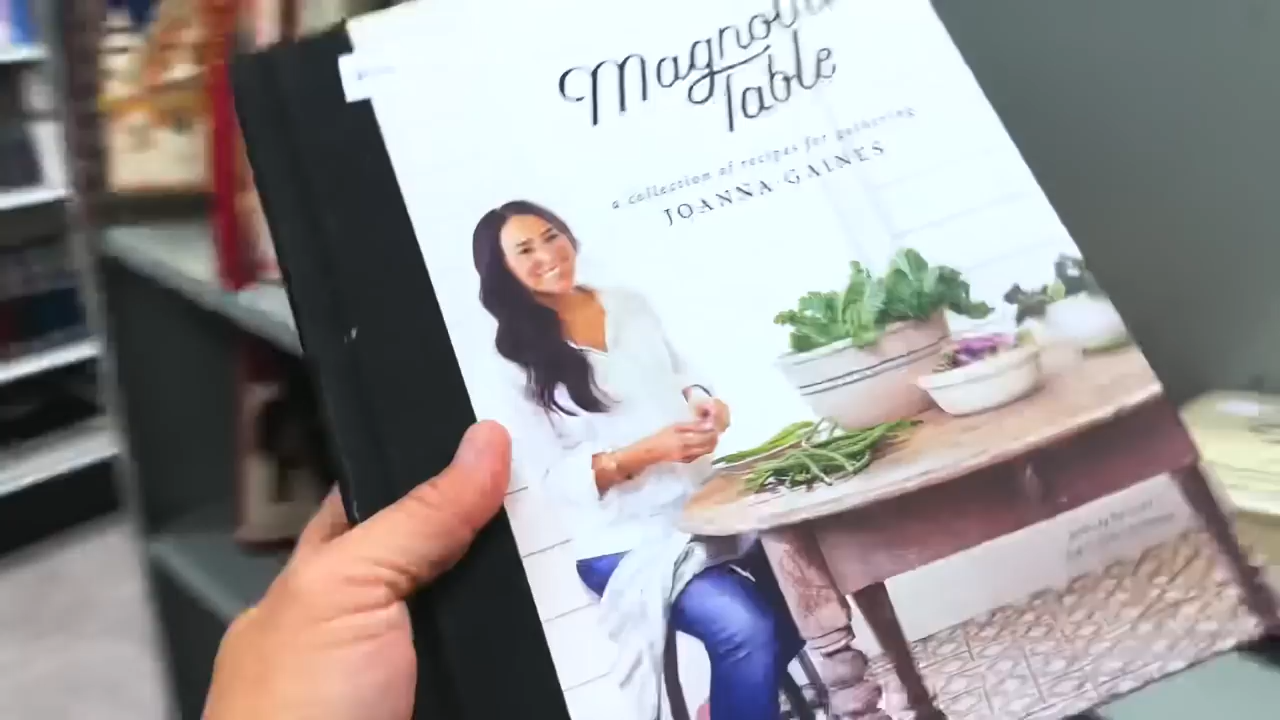 Magnolia
Table
a collection of recipes for gathering
JOANNA GAINES